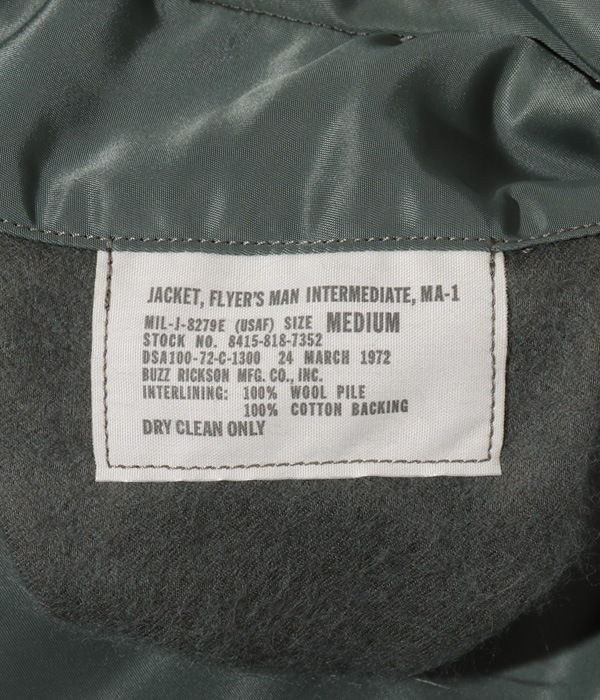 JACKET, FLYER'S MAN INTERMEDIATE, MA-1
MIL-J-8279E (USAF) SIZE MEDIUM
STOCK NO. 8415-818-7352
DSA100-72-C-1300 24 MARCH 1972
BUZZ RICKSON MFG. CO., INC.
INTERLINING: 100% WOOL PILE
100% COTTON BACKING
DRY CLEAN ONLY